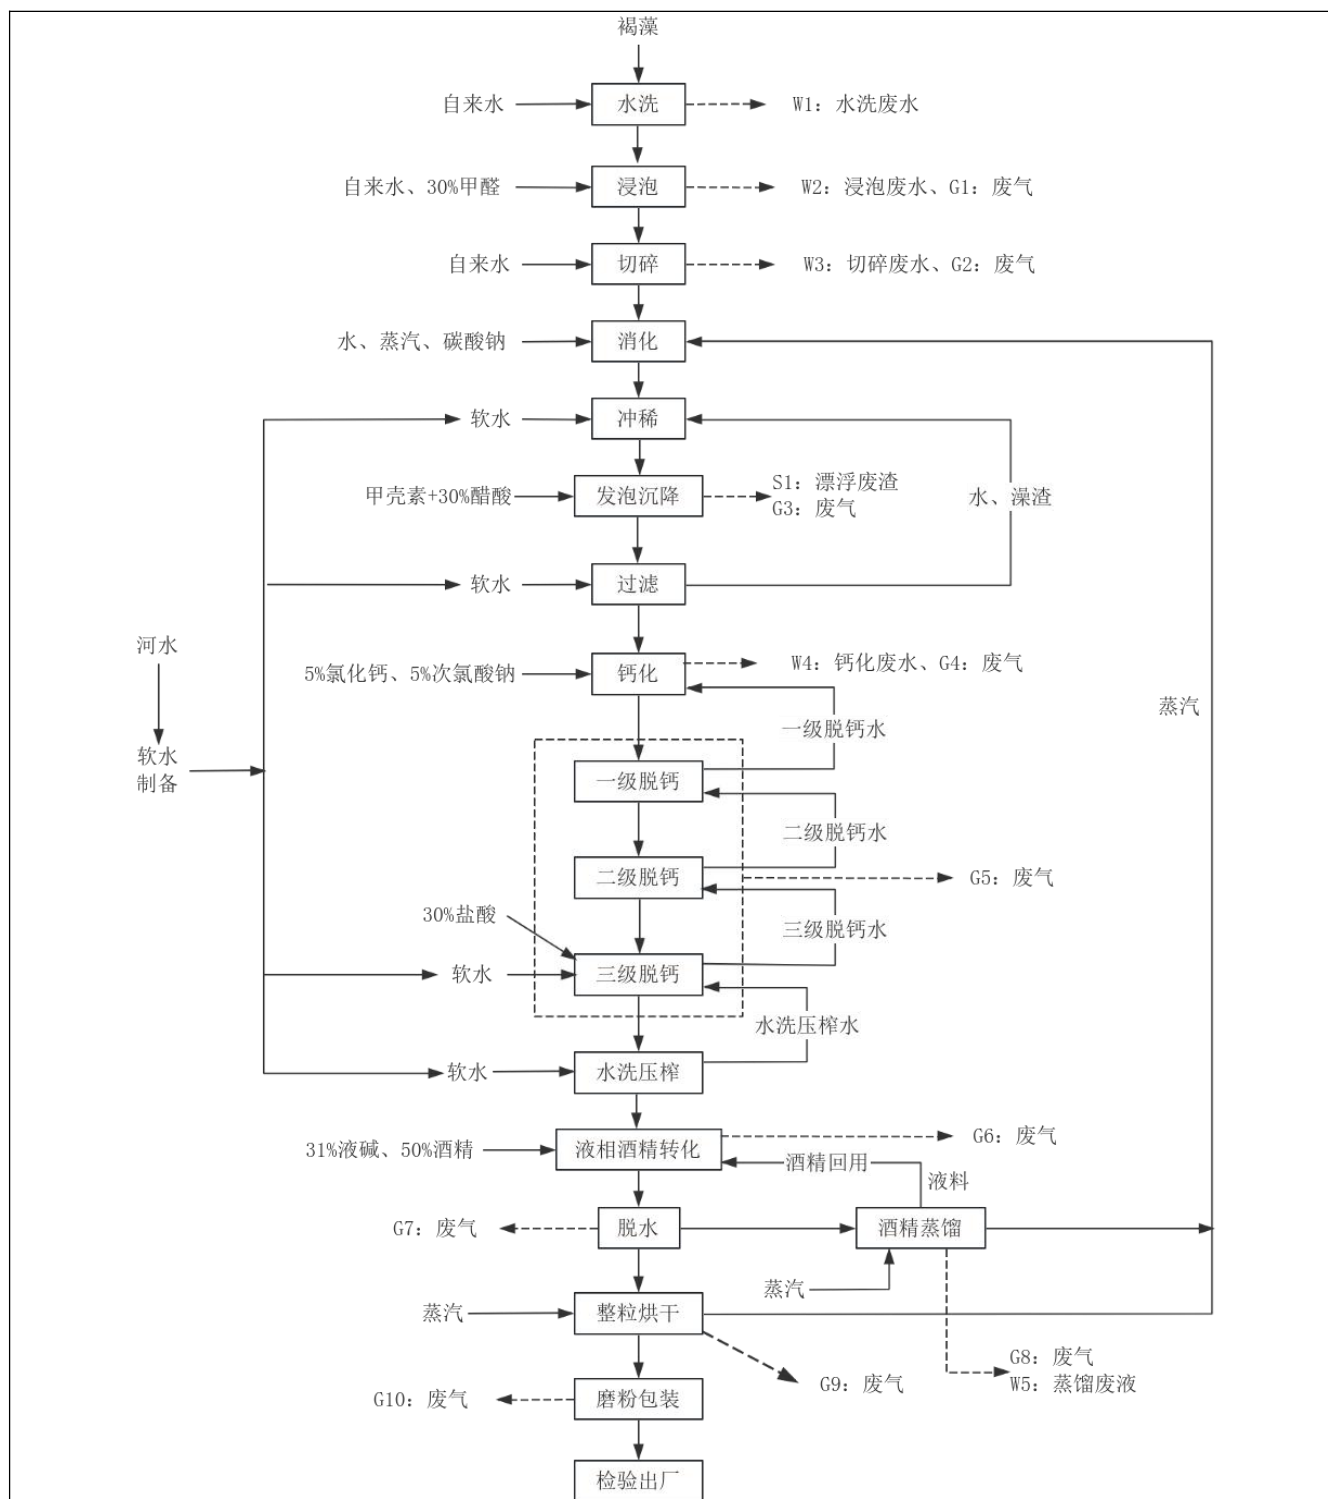 褐藻
自来水
水洗
W1：水洗废水
自来水、30%甲醛
浸泡
W2：浸泡废水、G1：废气
自来水
切碎
W3：切碎废水、G2：废气
水、蒸汽、碳酸钠
消化
软水
冲稀
甲壳素+30%醋酸
发泡沉降
S1：漂浮废渣
G3：废气
水、澡渣
软水
过滤
河水
5%氯化钙、5%次氯酸钠
钙化
W4：钙化废水、G4：废气
蒸汽
一级脱钙水
软水
制备
一级脱钙
二级脱钙水
二级脱钙
G5：废气
30%盐酸
三级脱钙水
软水
三级脱钙
水洗压榨水
软水
水洗压榨
31%液碱、50%酒精
液相酒精转化
G6：废气
酒精回用
液料
G7：废气
脱水
酒精蒸馏
蒸汽
蒸汽
整粒烘干
G8：废气
W5：蒸馏废液
G9：废气
G10：废气
磨粉包装
检验出厂